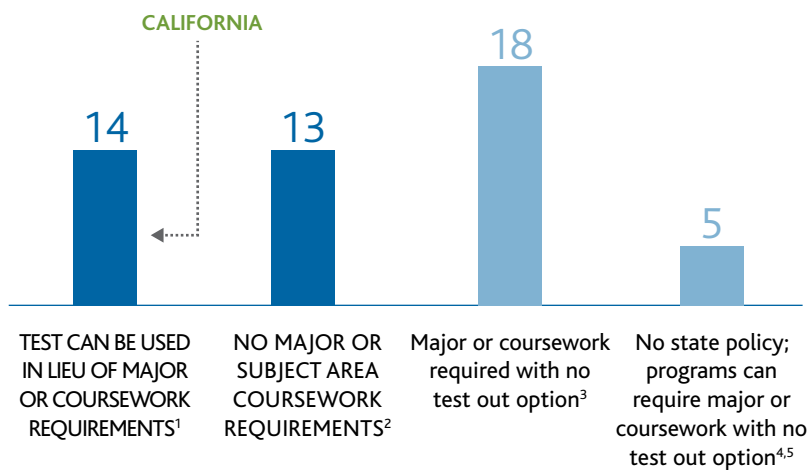 CALIFORNIA
14
13
18
5
TEST CAN BE USED
IN LIEU OF MAJOR
OR COURSEWORK
REQUIREMENTS¹
NO MAJOR OR
SUBJECT AREA
COURSEWORK
REQUIREMENTS²
Major or coursework
required with no
test out option³
No state policy;
programs can
require major or
coursework with no
test out option⁴,⁵